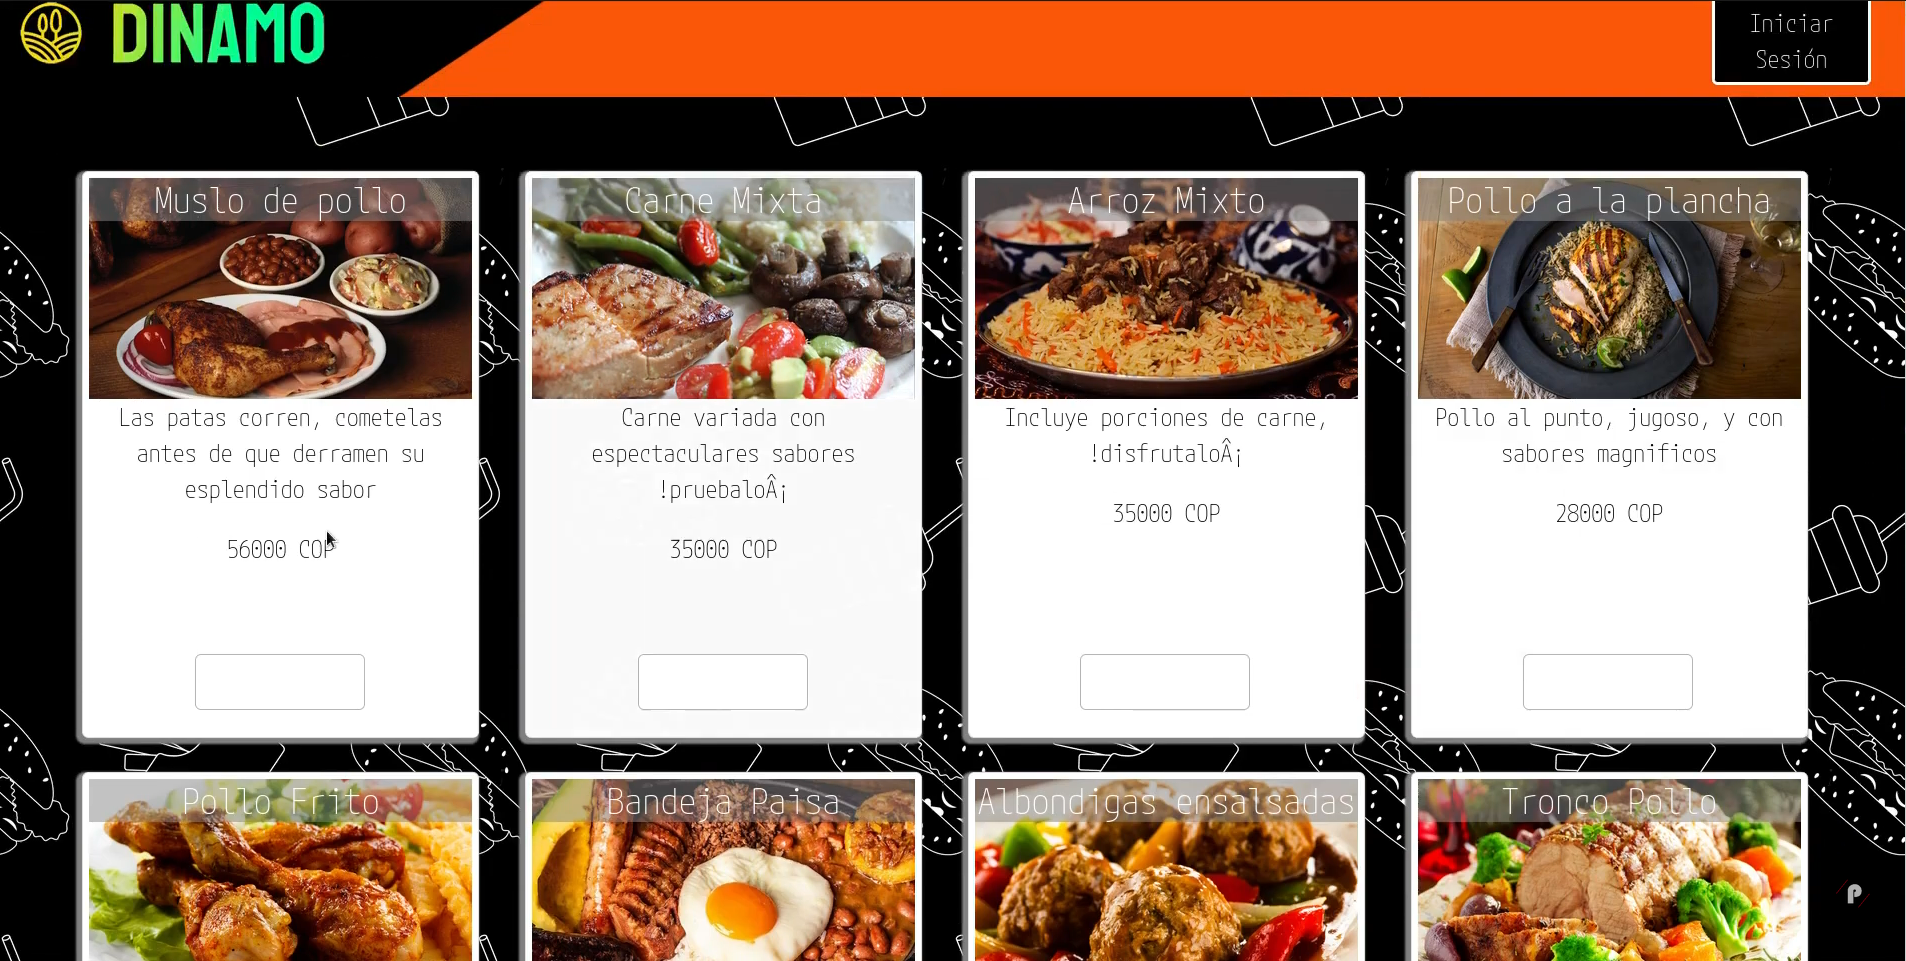 DINAMO
Iniciar
Sesión
Muslo de pollo
Las patas corren, cometelas
antes de que derramen su
esplendido sabor
56000 COP
Carne Mixta
Carne variada con
espectaculares sabores
!pruebaloÂ¡
35000 COP
Arroz Mixto
Incluye porciones de carne,
!disfrutaloÂ¡
35000 COP
Pollo a la plancha
Pollo al punto, jugoso, y con
sabores magnificos
28000 COP
Pollo Frito
Bandeja Paisa
Albondigas ensalsadas
Tronco Pollo
P